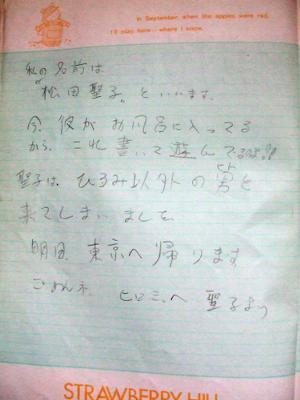 In September, when the apples were red,
I'll play here - where I know.
私の名前は
"松田聖子"といいます。
今、彼がお風呂に入ってる
から、これ書いて遊んでるよ!!
聖子は ひろみ以外の男と
来てしまいました
明日、東京へ帰ります
ごめんネ ヒロミへ 聖子より
STRAWBERRY HILL